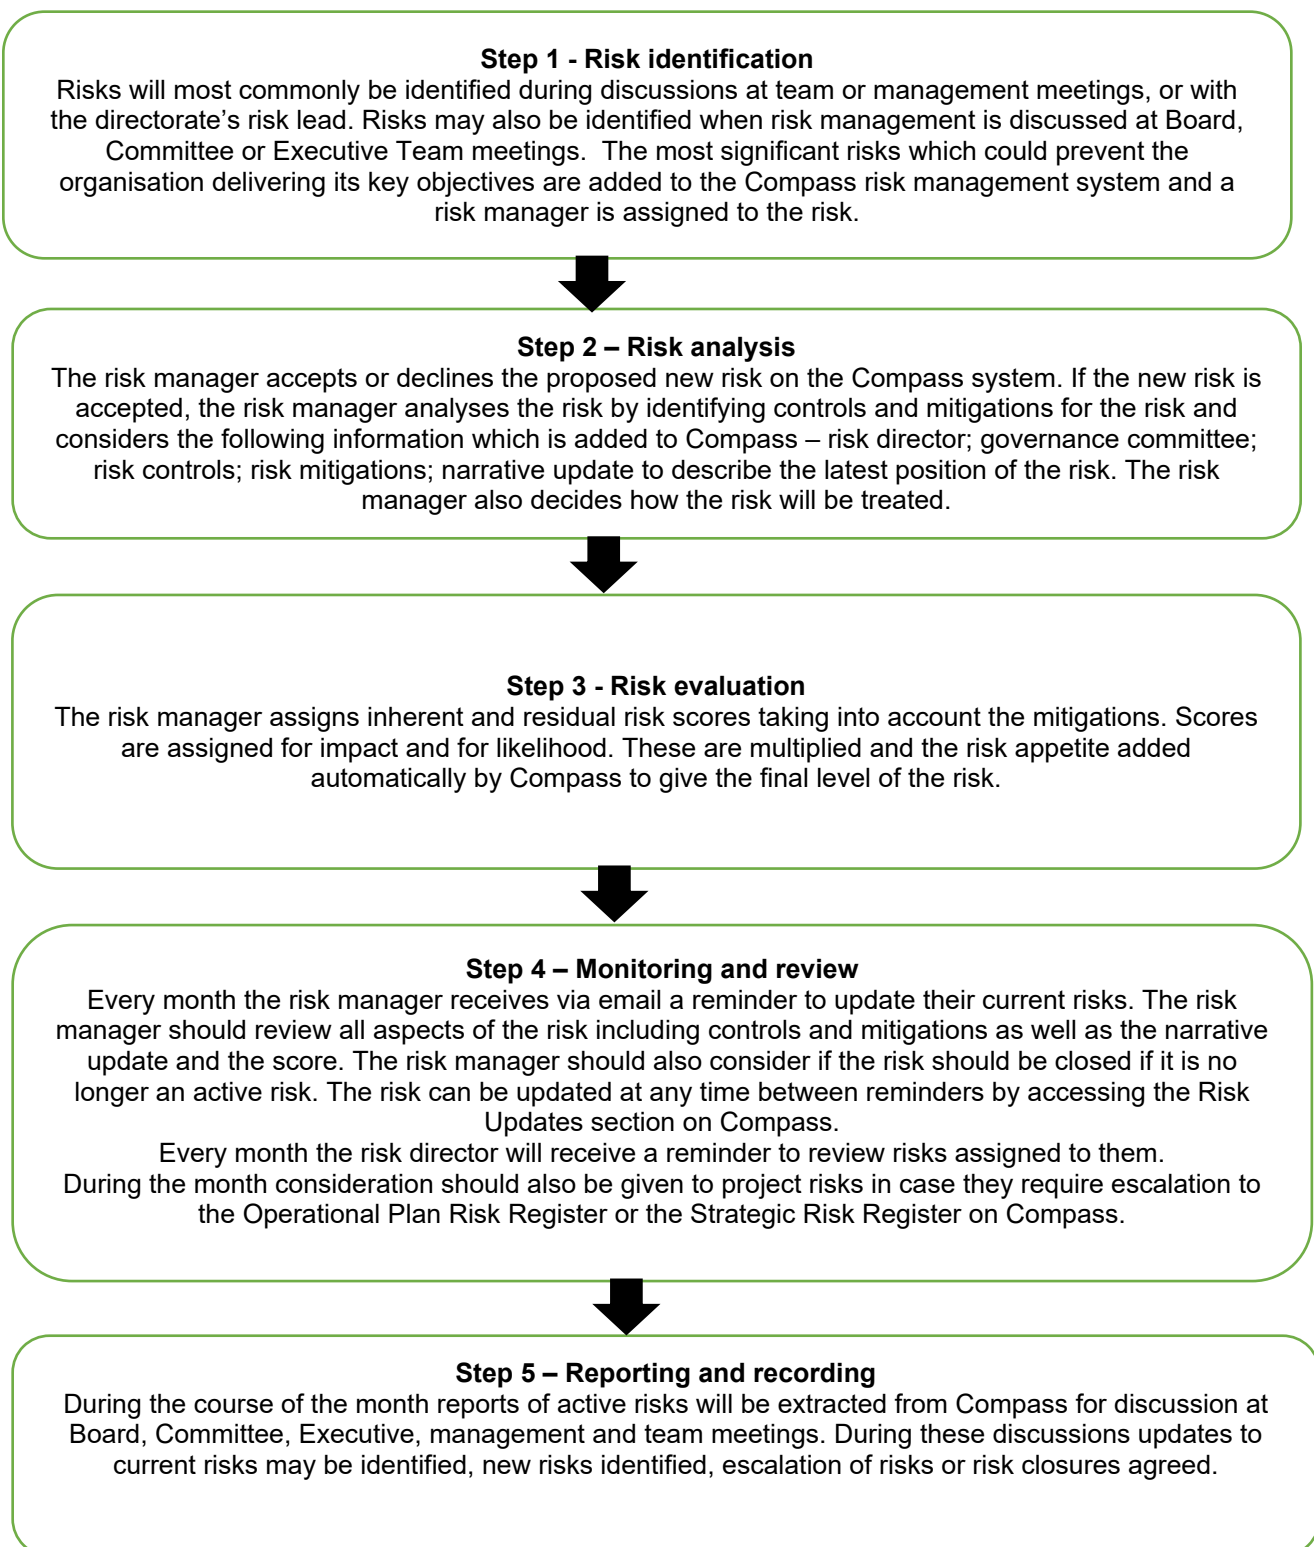 Step 1 - Risk identification
Risks will most commonly be identified during discussions at team or management meetings, or with
the directorate’s risk lead. Risks may also be identified when risk management is discussed at Board,
Committee or Executive Team meetings.  The most significant risks which could prevent the
organisation delivering its key objectives are added to the Compass risk management system and a
risk manager is assigned to the risk.
Step 2 – Risk analysis
The risk manager accepts or declines the proposed new risk on the Compass system. If the new risk is
accepted, the risk manager analyses the risk by identifying controls and mitigations for the risk and
considers the following information which is added to Compass – risk director; governance committee;
risk controls; risk mitigations; narrative update to describe the latest position of the risk. The risk
manager also decides how the risk will be treated.
Step 3 - Risk evaluation
The risk manager assigns inherent and residual risk scores taking into account the mitigations. Scores
are assigned for impact and for likelihood. These are multiplied and the risk appetite added
automatically by Compass to give the final level of the risk.
Step 4 – Monitoring and review
Every month the risk manager receives via email a reminder to update their current risks. The risk
manager should review all aspects of the risk including controls and mitigations as well as the narrative
update and the score. The risk manager should also consider if the risk should be closed if it is no
longer an active risk. The risk can be updated at any time between reminders by accessing the Risk
Updates section on Compass.
Every month the risk director will receive a reminder to review risks assigned to them.
During the month consideration should also be given to project risks in case they require escalation to
the Operational Plan Risk Register or the Strategic Risk Register on Compass.
Step 5 – Reporting and recording
During the course of the month reports of active risks will be extracted from Compass for discussion at
Board, Committee, Executive, management and team meetings. During these discussions updates to
current risks may be identified, new risks identified, escalation of risks or risk closures agreed.